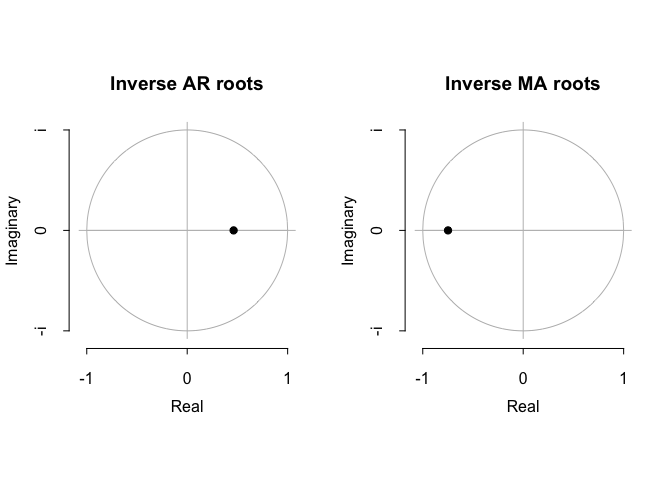 Inverse AR roots
Imaginary
i
0
-i
-1 0 1
Real
Inverse MA roots
Imaginary
i
0
-i
-1 0 1
Real